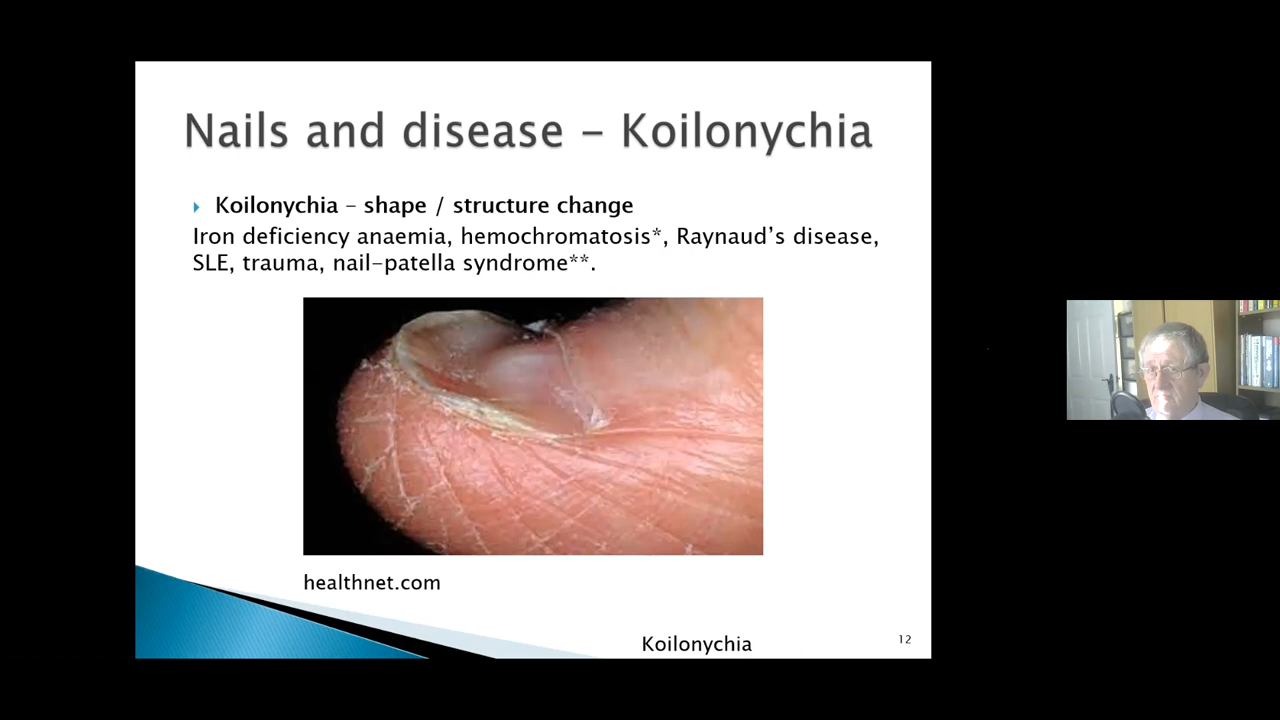 Nails and disease – Koilonychia
Koilonychia – shape / structure change
Iron deficiency anaemia, hemochromatosis*, Raynaud's disease,
SLE, trauma, nail-patella syndrome**.
healthnet.com
Koilonychia
12